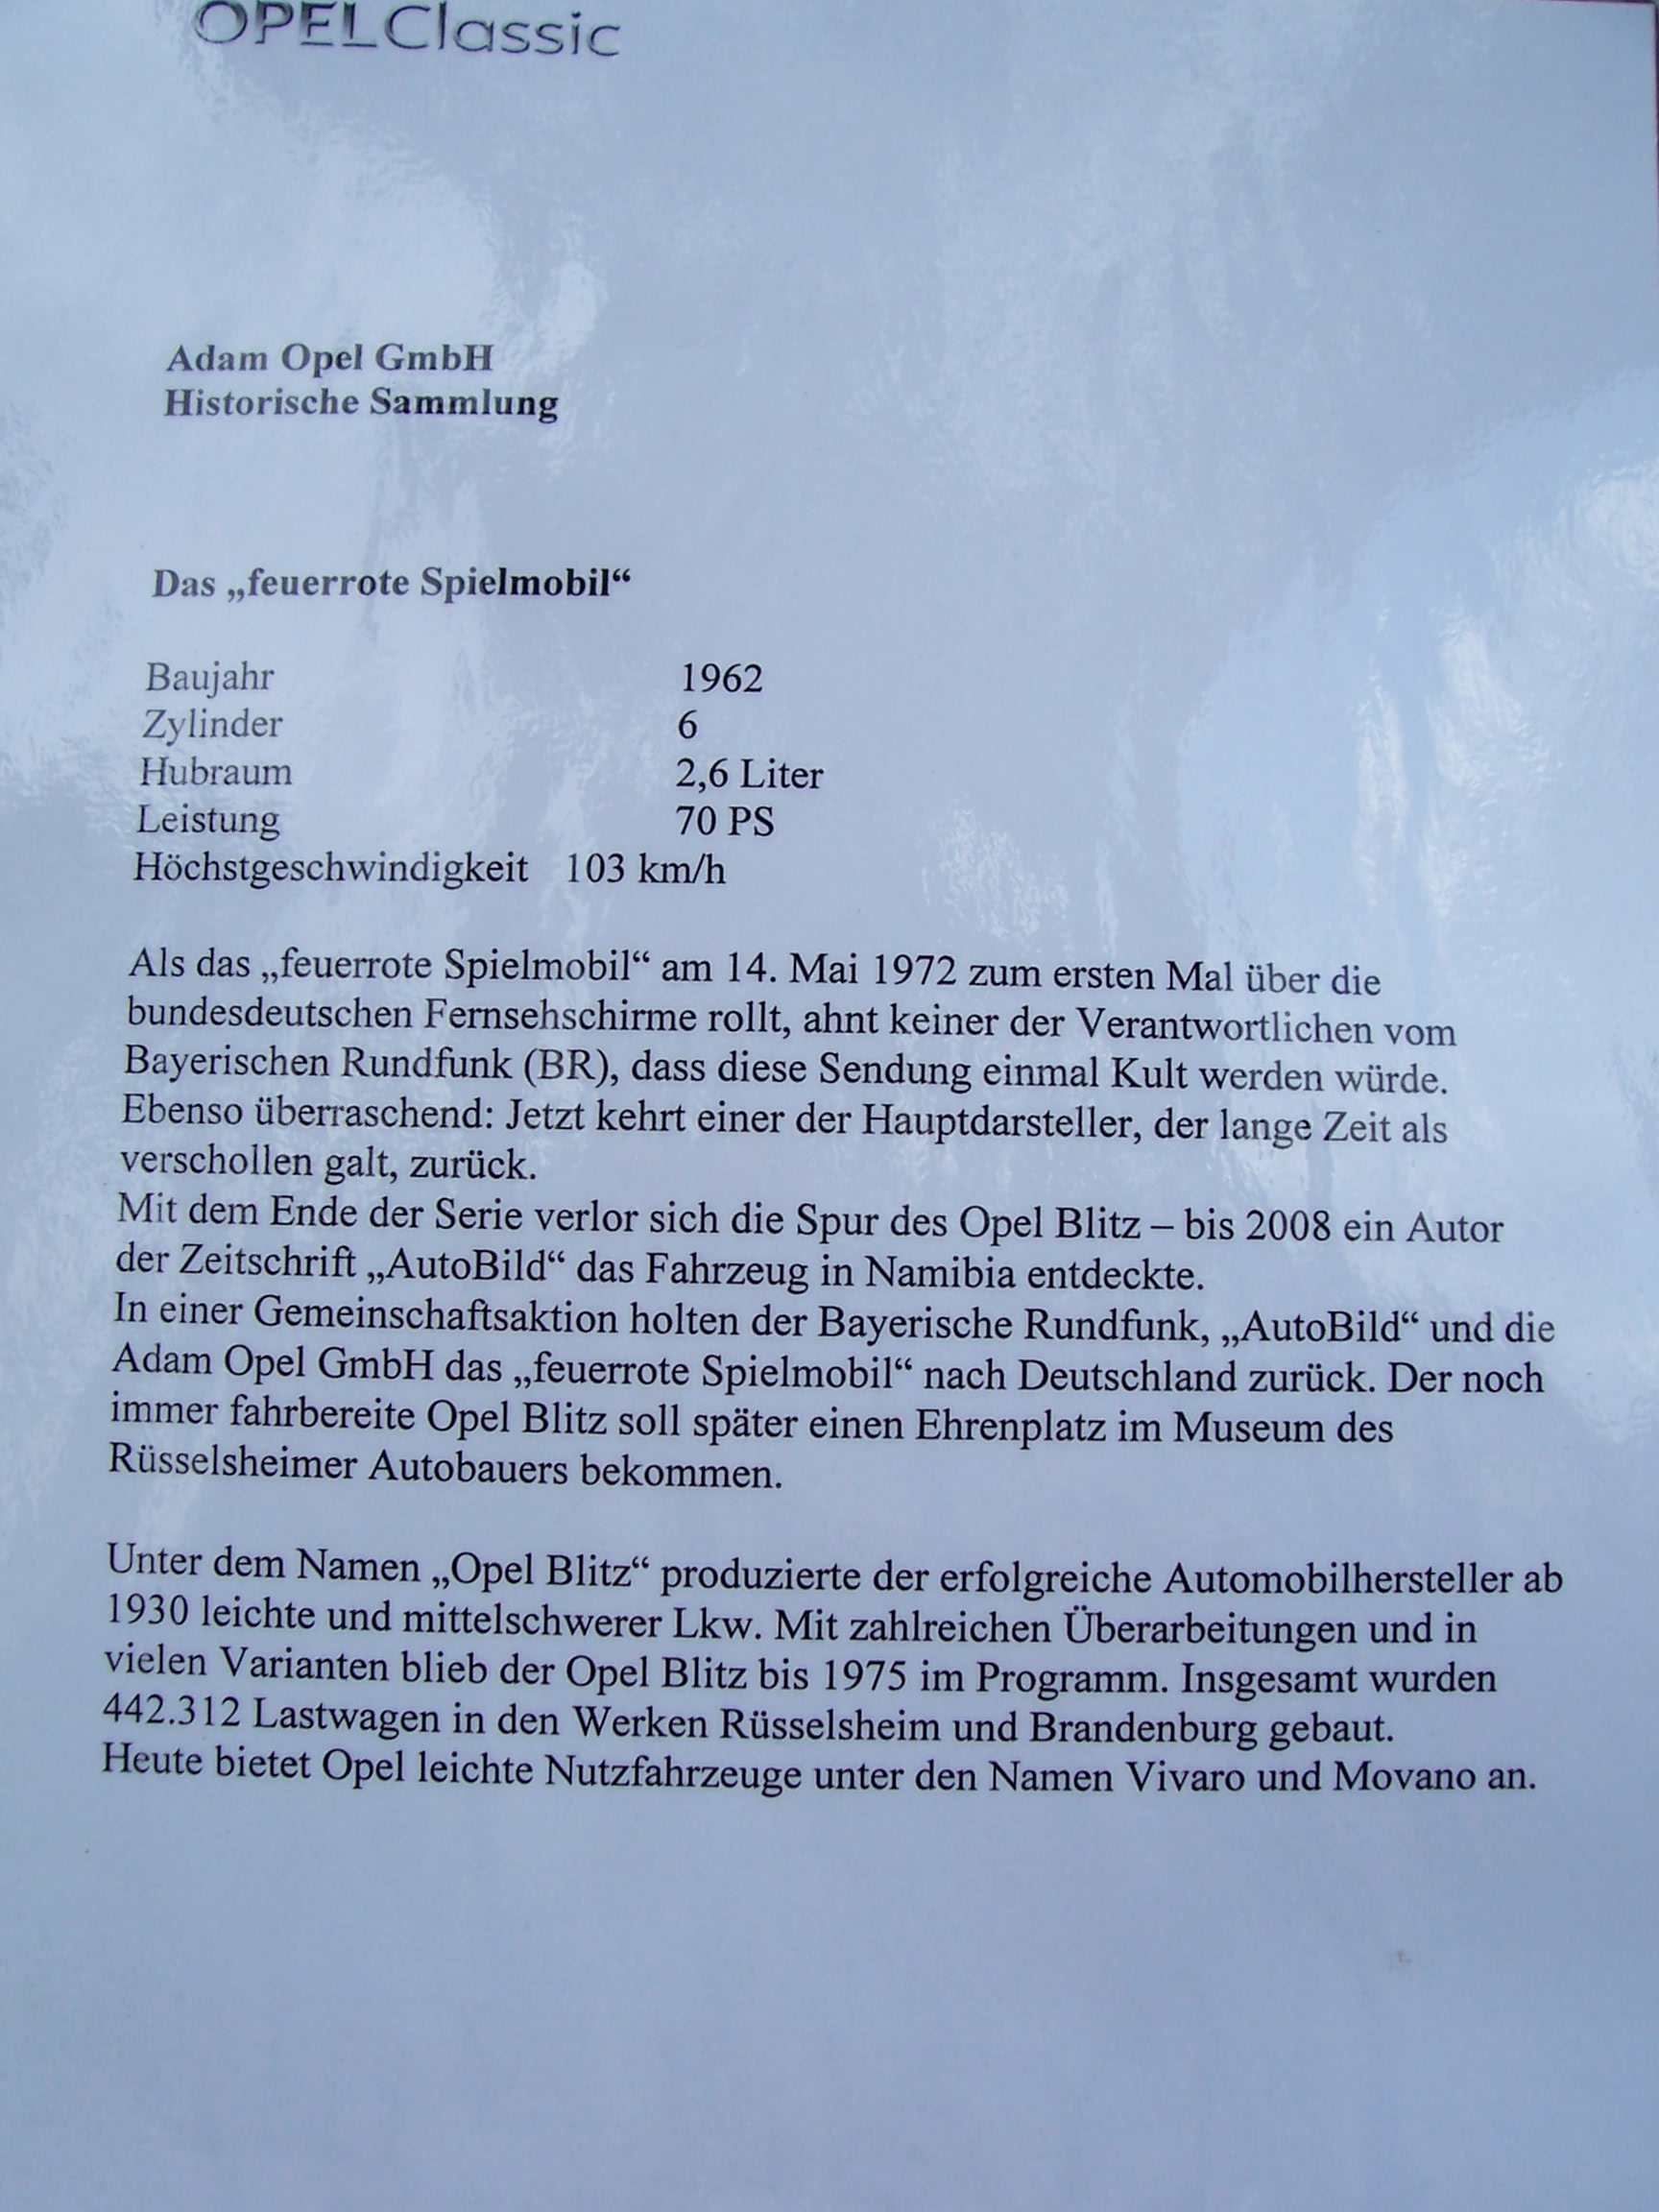 OPEL Classic
Adam Opel GmbH
Historische Sammlung
Das „feuerrote Spielmobil“
Baujahr 1962
Zylinder 6
Hubraum 2,6 Liter
Leistung 70 PS
Höchstgeschwindigkeit 103 km/h
Als das „feuerrote Spielmobil“ am 14. Mai 1972 zum ersten Mal über die
bundesdeutschen Fernsehschirme rollt, ahnt keiner der Verantwortlichen vom
Bayerischen Rundfunk (BR), dass diese Sendung einmal Kult werden würde.
Ebenso überraschend: Jetzt kehrt einer der Hauptdarsteller, der lange Zeit als
verschollen galt, zurück.
Mit dem Ende der Serie verlor sich die Spur des Opel Blitz – bis 2008 ein Autor
der Zeitschrift „AutoBild“ das Fahrzeug in Namibia entdeckte.
In einer Gemeinschaftsaktion holten der Bayerische Rundfunk, „AutoBild“ und die
Adam Opel GmbH das „feuerrote Spielmobil“ nach Deutschland zurück. Der noch
immer fahrbereite Opel Blitz soll später einen Ehrenplatz im Museum des
Rüsselsheimer Autobauers bekommen.
Unter dem Namen „Opel Blitz“ produzierte der erfolgreiche Automobilhersteller ab
1930 leichte und mittelschwerer Lkw. Mit zahlreichen Überarbeitungen und in
vielen Varianten blieb der Opel Blitz bis 1975 im Programm. Insgesamt wurden
442.312 Lastwagen in den Werken Rüsselsheim und Brandenburg gebaut.
Heute bietet Opel leichte Nutzfahrzeuge unter den Namen Vivaro und Movano an.